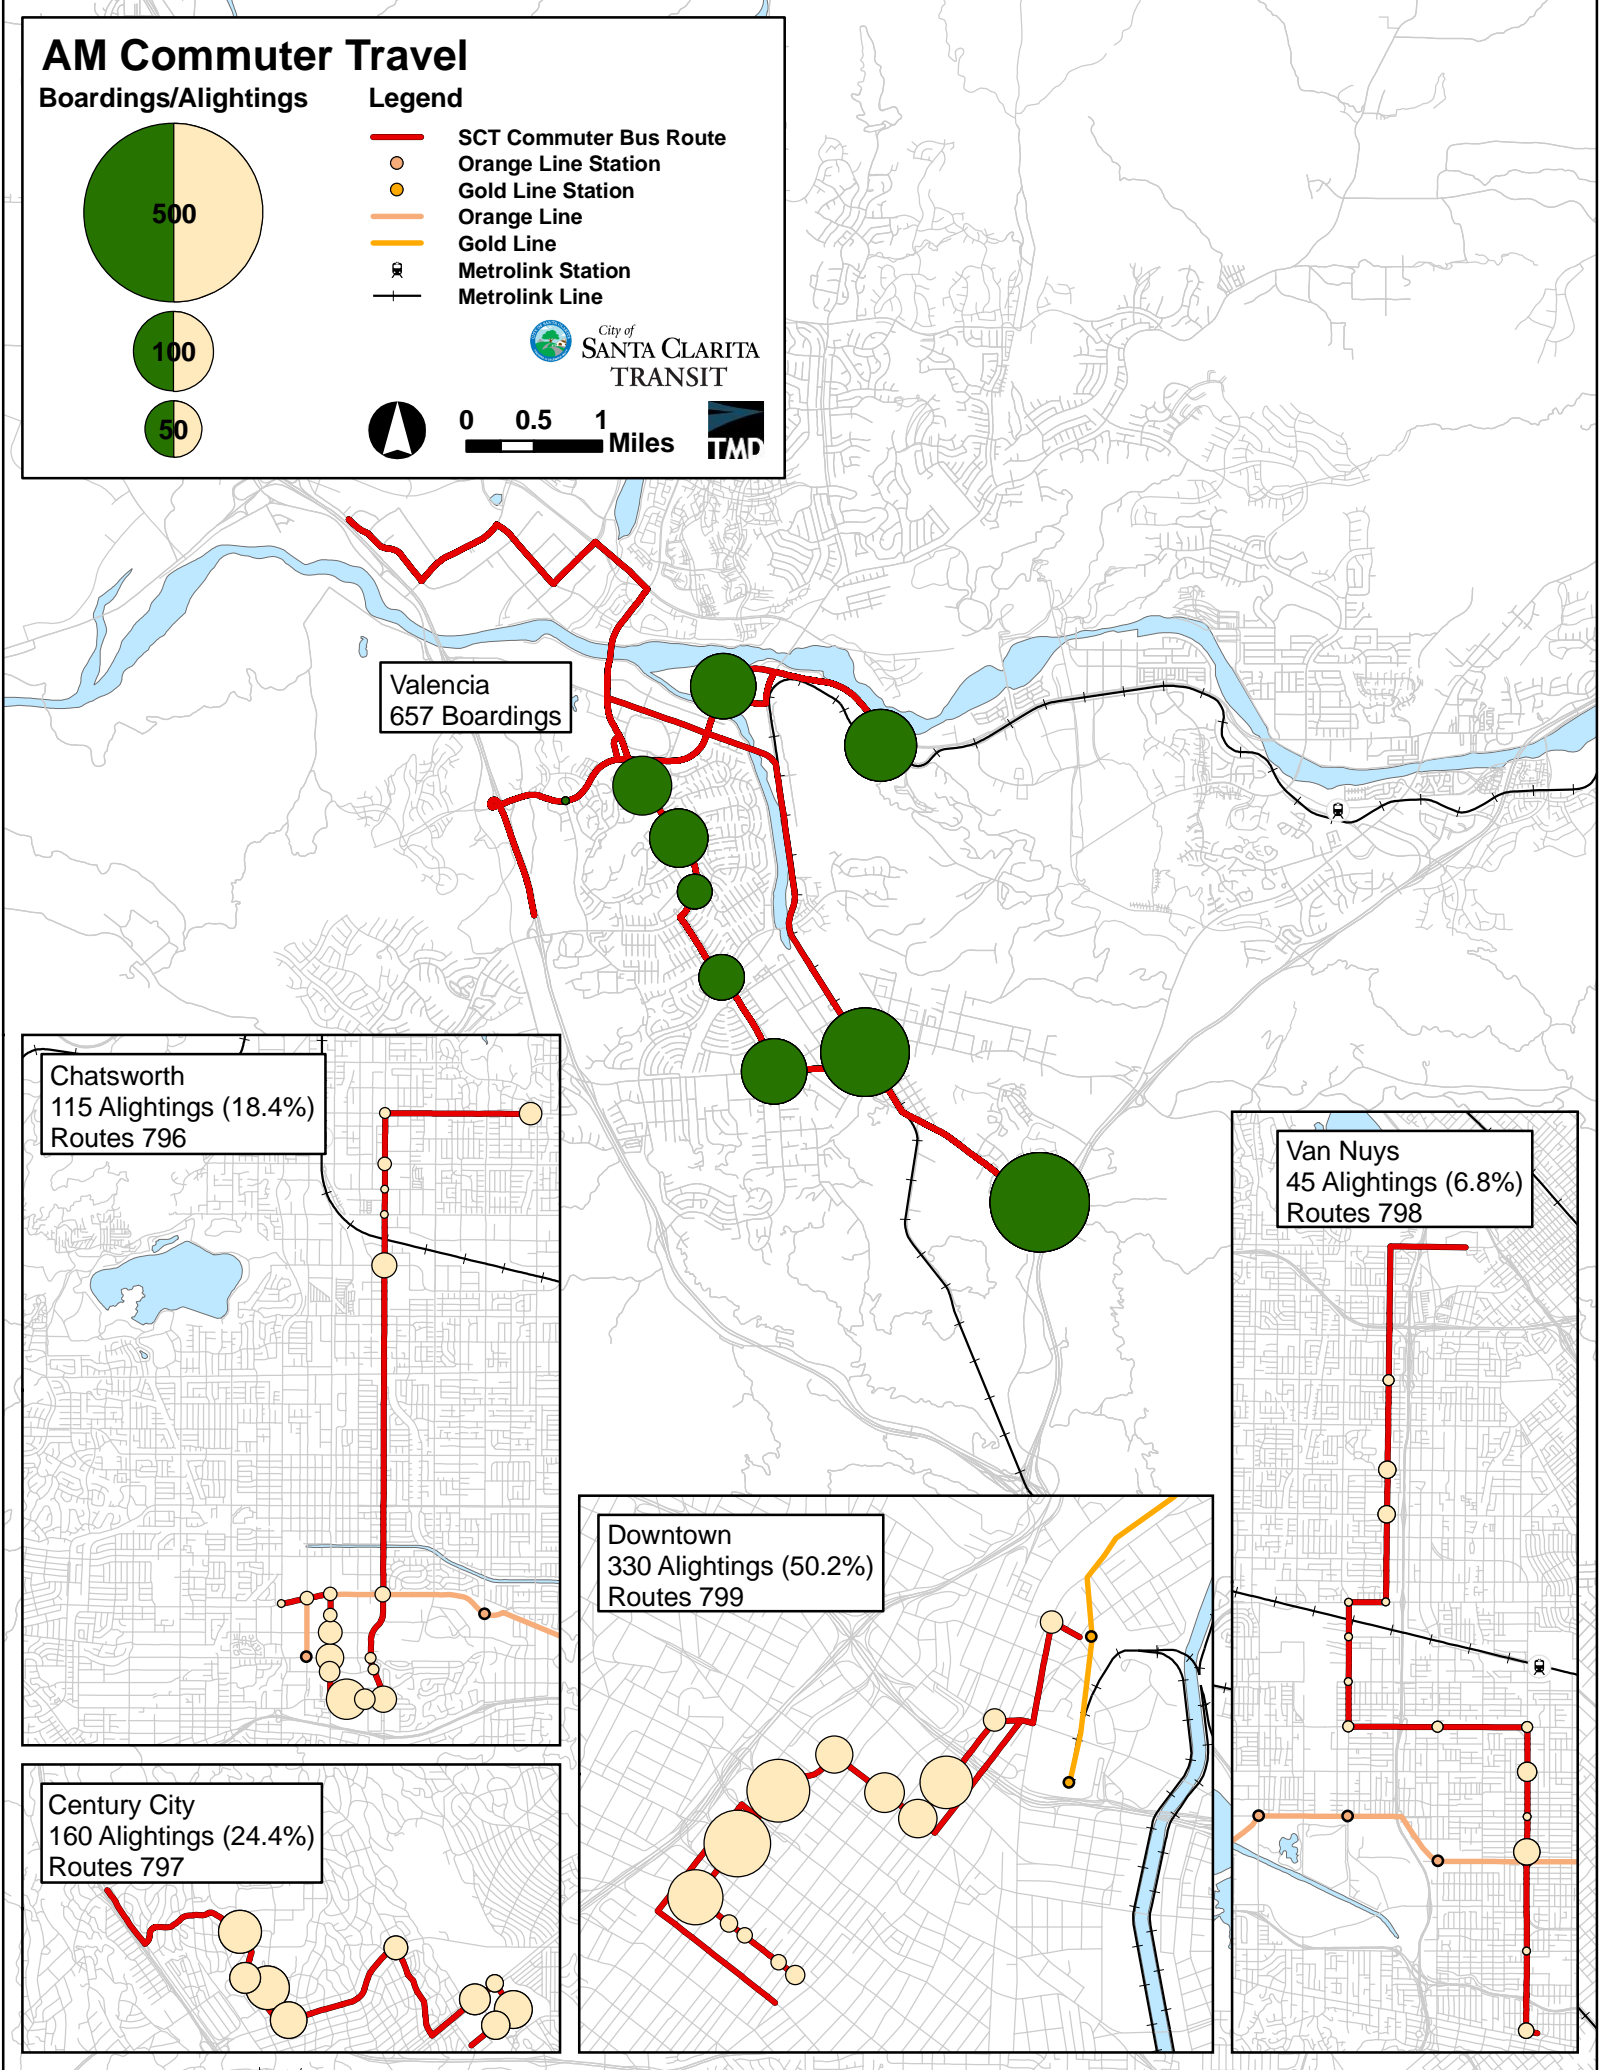 AM Commuter Travel
Boardings/Alightings
500
100
50
Legend
SCT Commuter Bus Route
Orange Line Station
Gold Line Station
Orange Line
Gold Line
Metrolink Station
Metrolink Line
City of
SANTA CLARITA
TRANSIT
0 0.5 1
Miles
TMD
Valencia
657 Boardings
Chatsworth
115 Alightings (18.4%)
Routes 796
Van Nuys
45 Alightings (6.8%)
Routes 798
Downtown
330 Alightings (50.2%)
Routes 799
Century City
160 Alightings (24.4%)
Routes 797